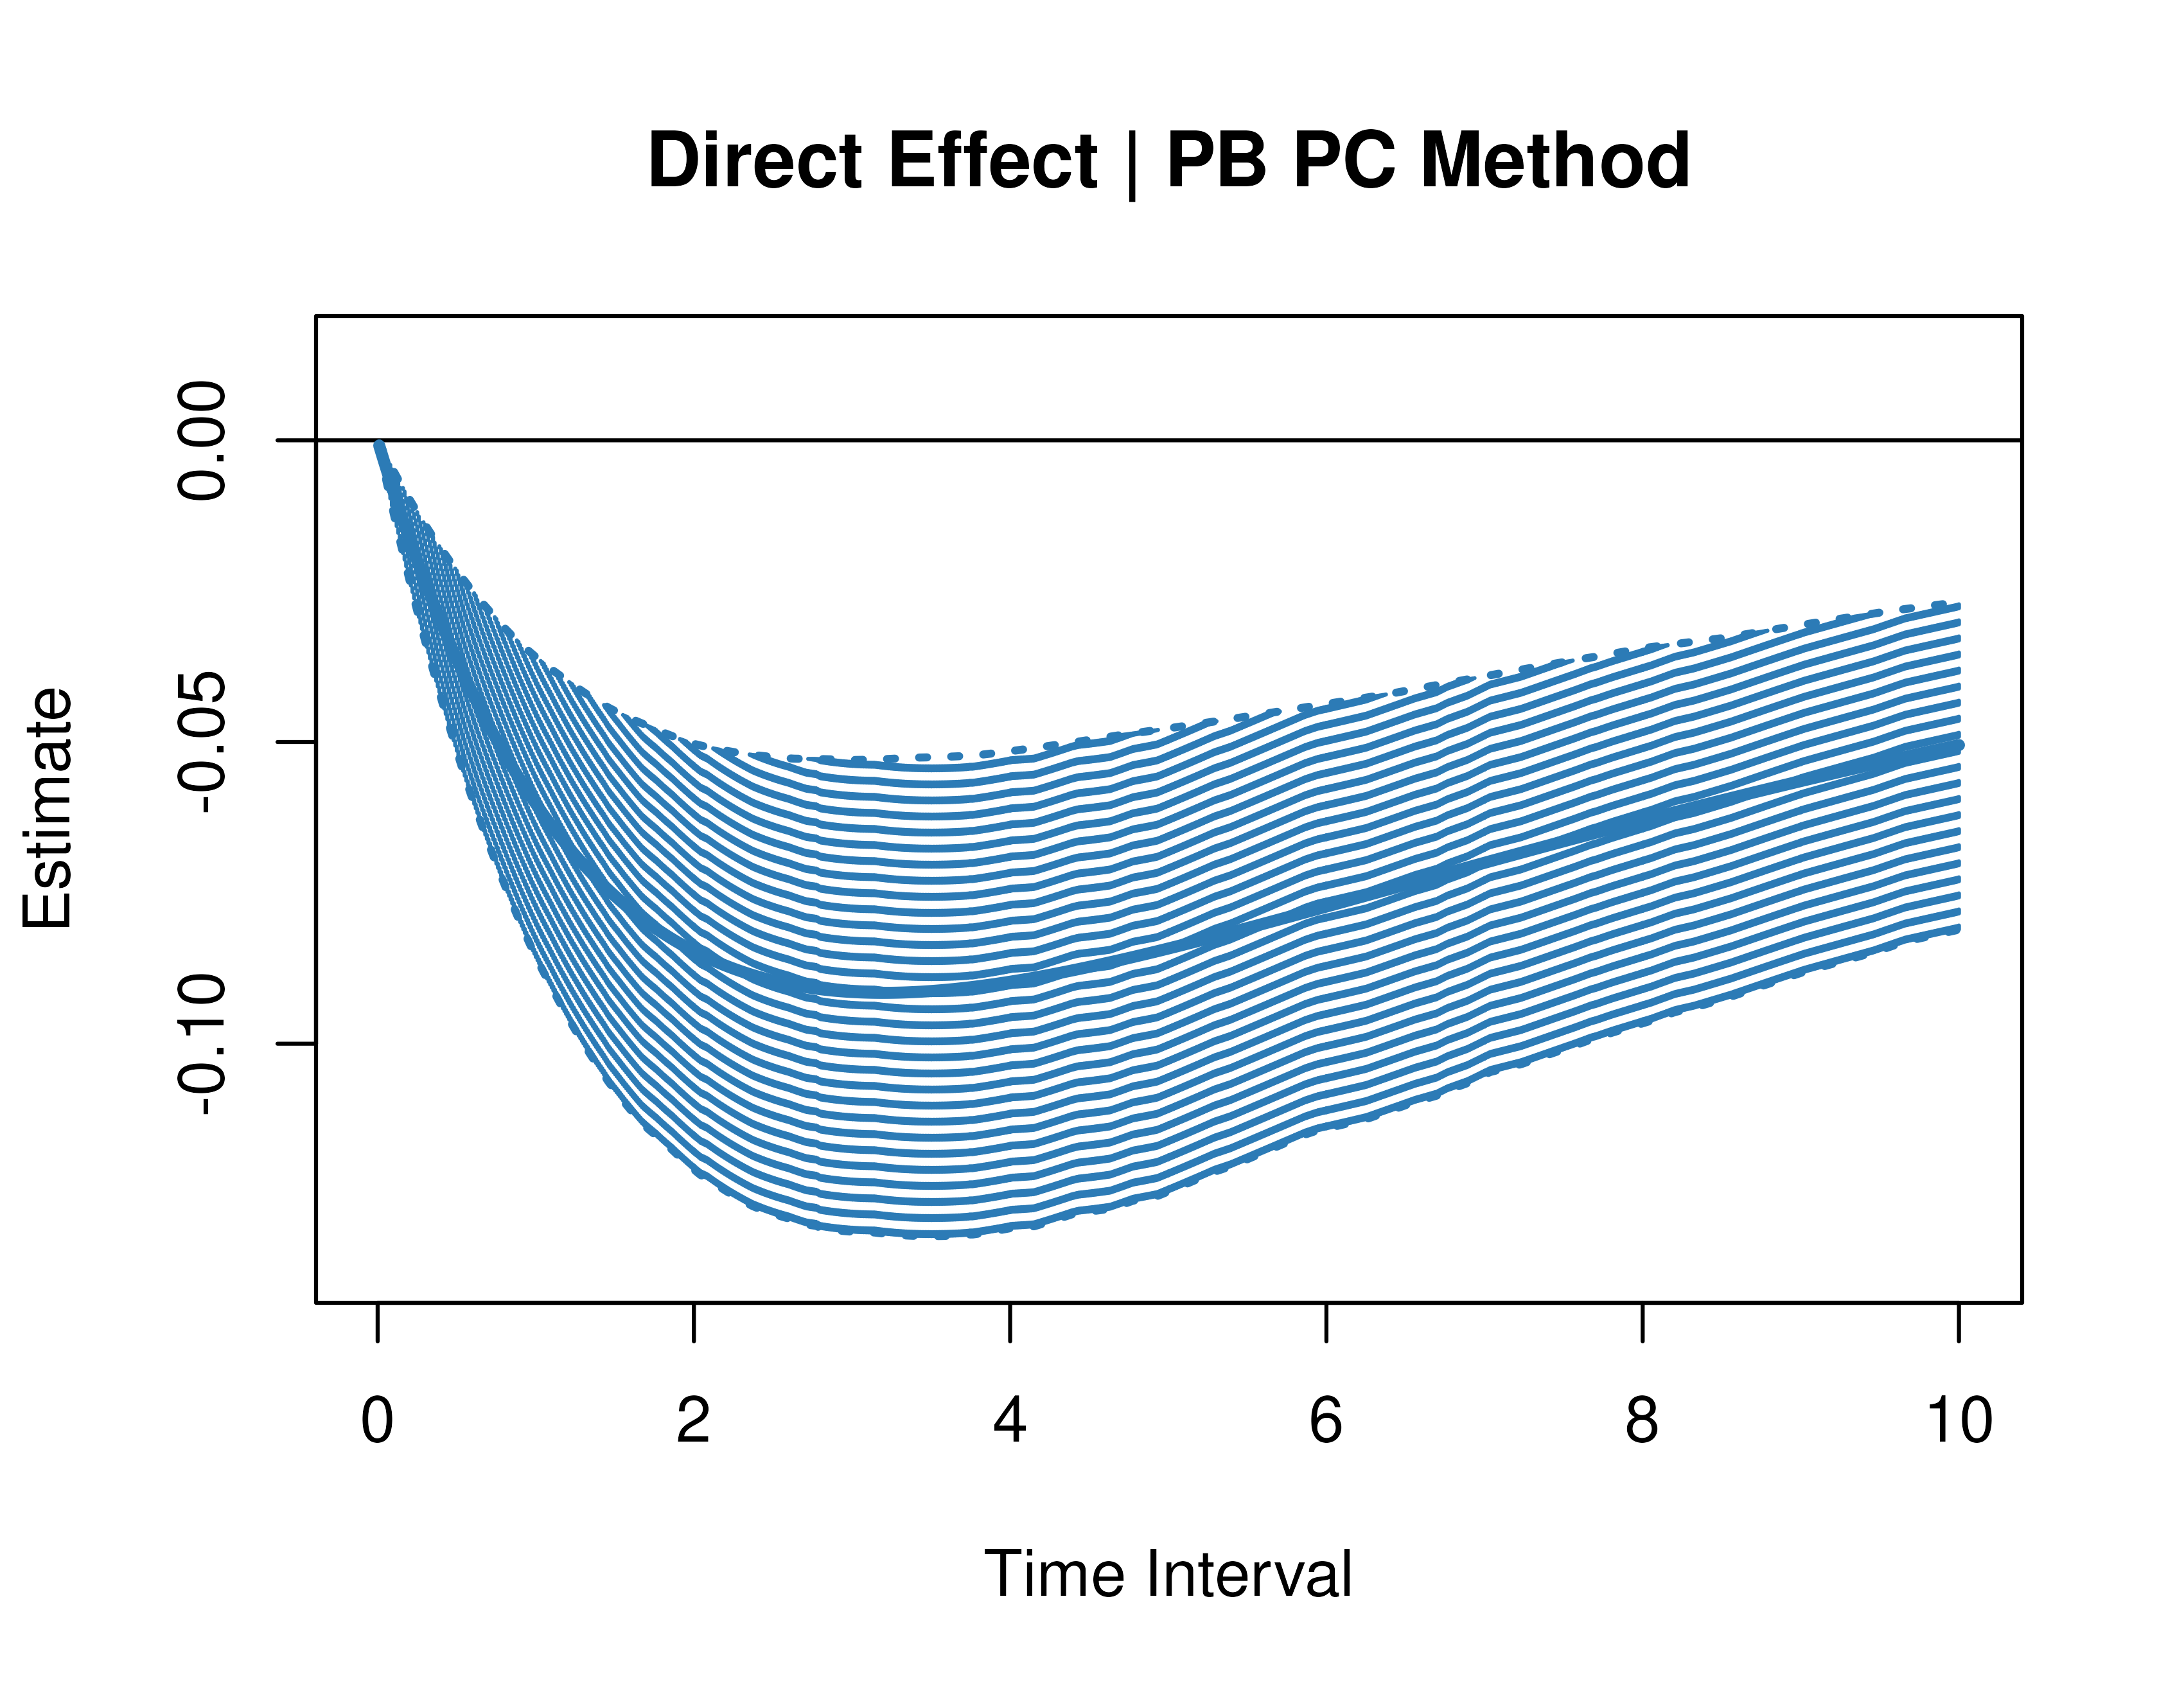 Direct Effect | PB PC Method
Estimate
0.00
-0.05
-0.10
0 2 4 6 8 10
Time Interval